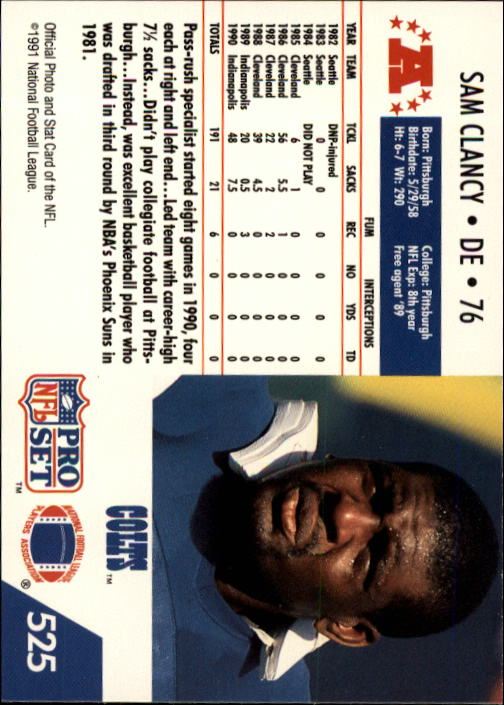 SAM CLANCY • DE • 76
A
Born: Pittsburgh College: Pittsburgh
Birthdate: 5/29/58 NFL Exp: 8th year
Ht: 6-7 Wt: 290 Free agent '89
FUM INTERCEPTIONS
YEAR TEAM TCKL SACKS REC NO YDS TD
1982 Seattle DNP-injured
1983 Seattle 0 0 0 0 0 0
1984 Seattle DID NOT PLAY
1985 Cleveland 6 1 0 0 0 0
1986 Cleveland 56 5.5 1 0 0 0
1987 Cleveland 22 2 2 0 0 0
1988 Cleveland 39 4.5 0 0 0 0
1989 Indianapolis 20 0.5 3 0 0 0
1990 Indianapolis 48 7.5 0 0 0 0
TOTALS 191 21 6 0 0 0
Pass-rush specialist started eight games in 1990, four
each at right and left end...Led team with career-high
7½ sacks...Didn't play collegiate football at Pitts-
burgh...Instead, was excellent basketball player who
was drafted in third round by NBA's Phoenix Suns in
1981.
Official Photo and Stat Card of the NFL.
©1991 National Football League.
COLTS™
PRO
NFL SET™
NATIONAL FOOTBALL LEAGUE
PLAYERS ASSOCIATION®
525